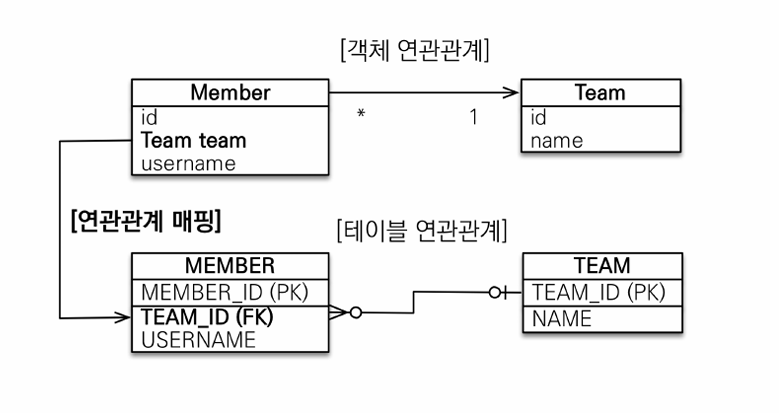 [객체 연관관계]
Member
id
Team team
username
* 1
Team
id
name
[연관관계 매핑]
[테이블 연관관계]
MEMBER
MEMBER_ID (PK)
TEAM_ID (FK)
USERNAME
TEAM
TEAM_ID (PK)
NAME